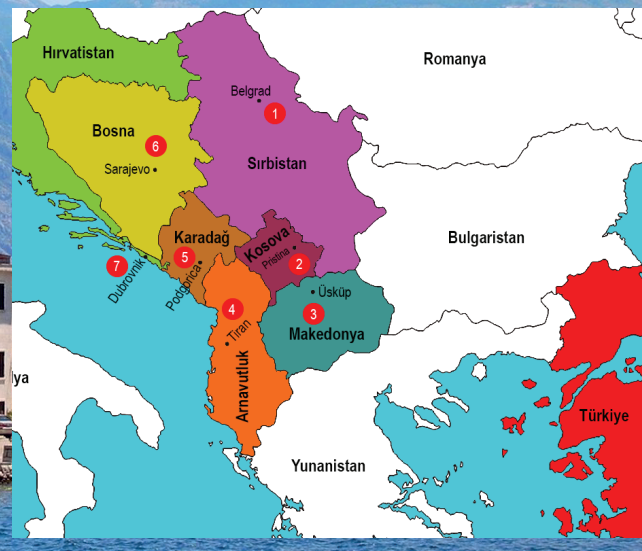 Hırvatistan
Romanya
Belgrad
1
Bosna
6
Sarajevo
Sırbistan
Karadağ
Kosova
Bulgaristan
Pristina
5
7
2
Dubrovnik
Podgorica
Üsküp
4
3
Tiran
Makedonya
lya
Arnavutluk
Türkiye
Yunanistan